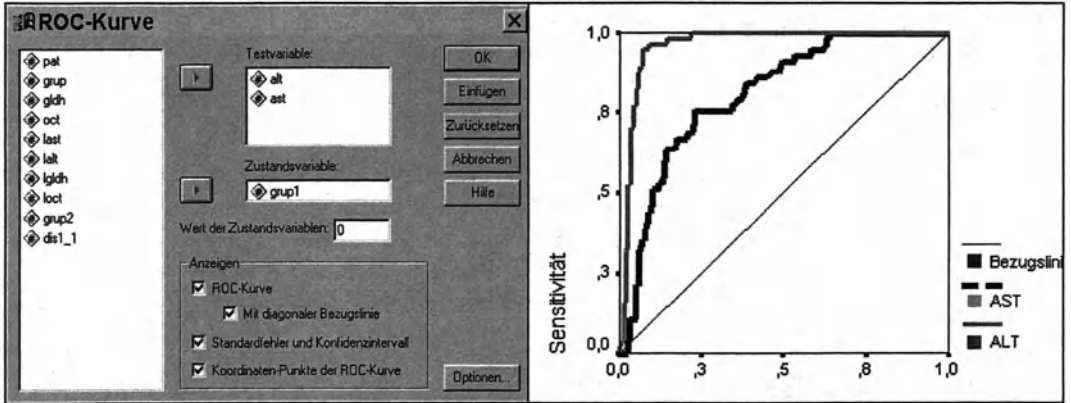 ROC-Kurve
pat
grup
gldh
oct
last
lalt
lgldh
loct
grup2
dis1_1
Testvariable:
alt
ast
Zustandsvariable:
grup1
Wert der Zustandsvariablen: 0
Anzeigen
ROC-Kurve
Mit diagonaler Bezugslinie
Standardfehler und Konfidenzintervall
Koordinaten-Punkte der ROC-Kurve
OK
Einfügen
Zurücksetzen
Abbrechen
Hilfe
Optionen...
Sensitivität
1,0
,8
,5
,3
0,0
0,0
,3
,5
,8
1,0
Bezugslini
AST
ALT